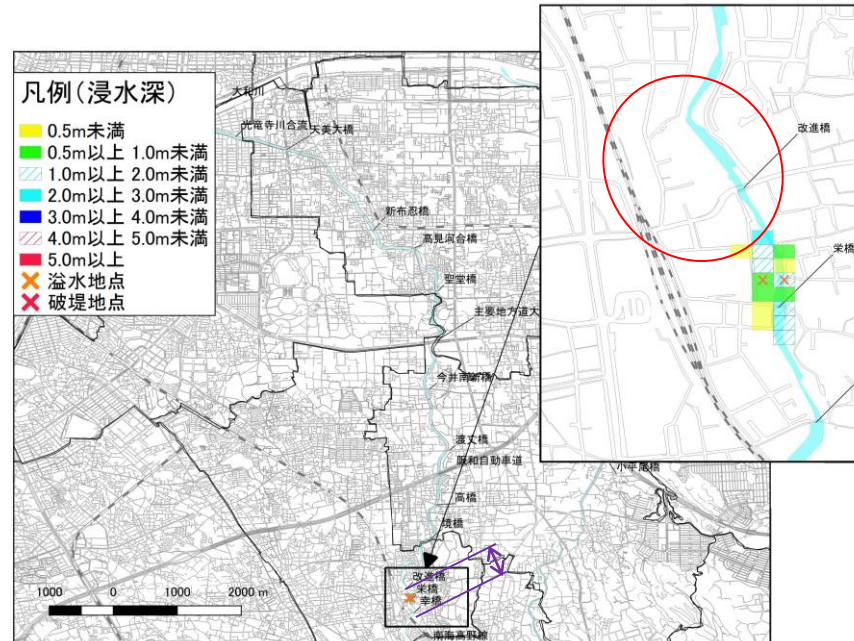 凡例(浸水深)
0.5m未満
0.5m以上 1.0m未満
1.0m以上 2.0m未満
2.0m以上 3.0m未満
3.0m以上 4.0m未満
4.0m以上 5.0m未満
5.0m以上
溢水地点
破堤地点
大和川
光竜寺川合流
天美大橋
新布忍橋
高見河合橋
聖堂橋
主要地方道大
今井南新橋
渡丈橋
阪和自動車道
高橋
境橋
小平尾橋
改進橋
栄橋
幸橋
南海高野線
1000 0 1000 2000 m
改進橋
栄橋